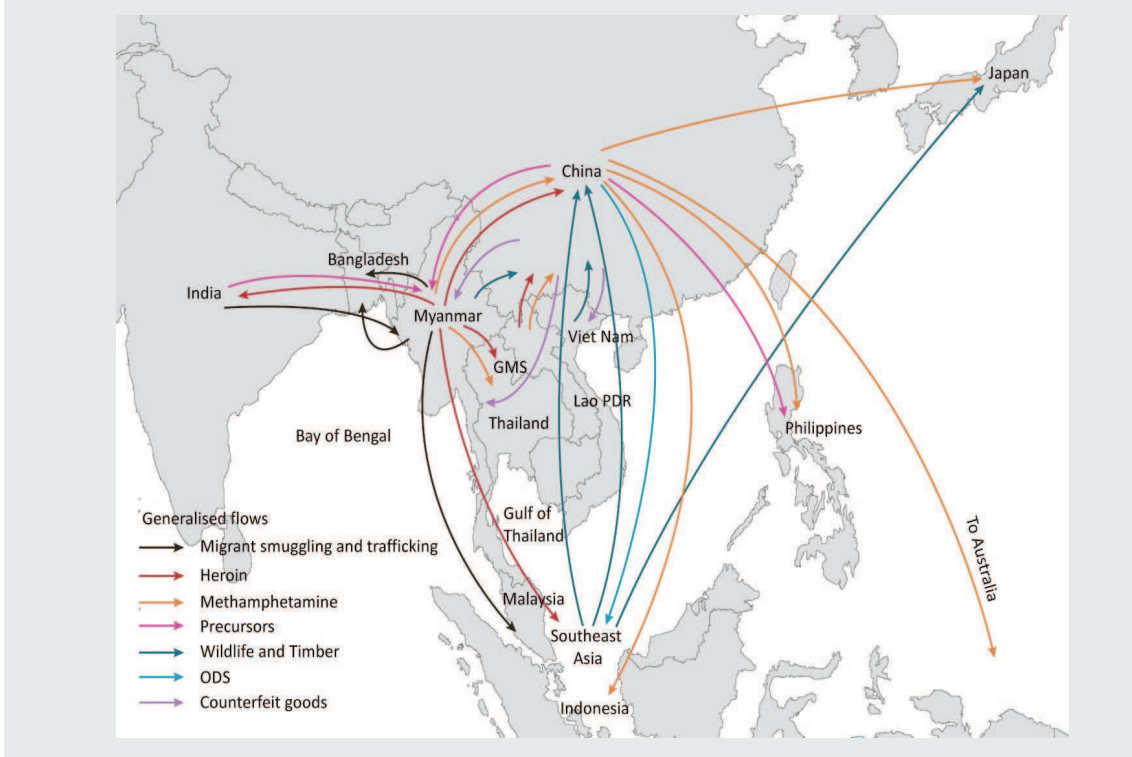 Japan
China
Bangladesh
India
Myanmar
Viet Nam
GMS
Lao PDR
Thailand
Philippines
Bay of Bengal
Gulf of
Thailand
To Australia
Malaysia
Southeast
Asia
Indonesia
Generalised flows
Migrant smuggling and trafficking
Heroin
Methamphetamine
Precursors
Wildlife and Timber
ODS
Counterfeit goods